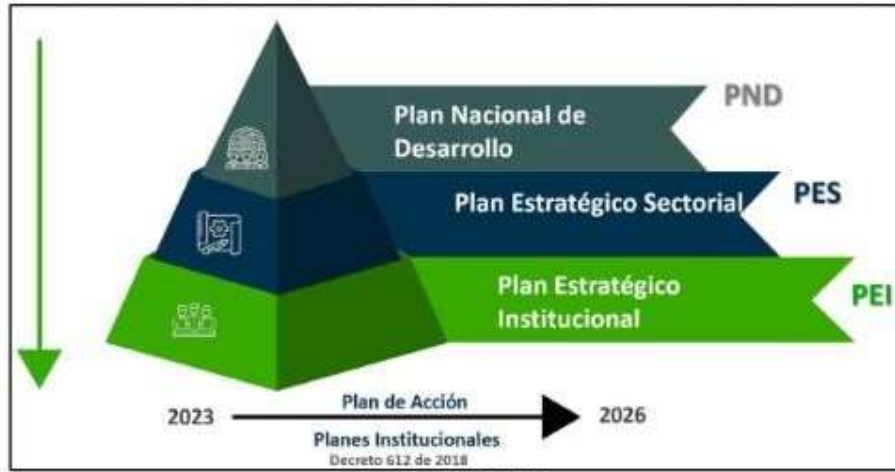 PND
Plan Nacional de
Desarrollo
Plan Estratégico Sectorial
PES
Plan Estratégico
Institucional
PEI
2023
Plan de Acción
2026
Planes Institucionales
Decreto 612 de 2018